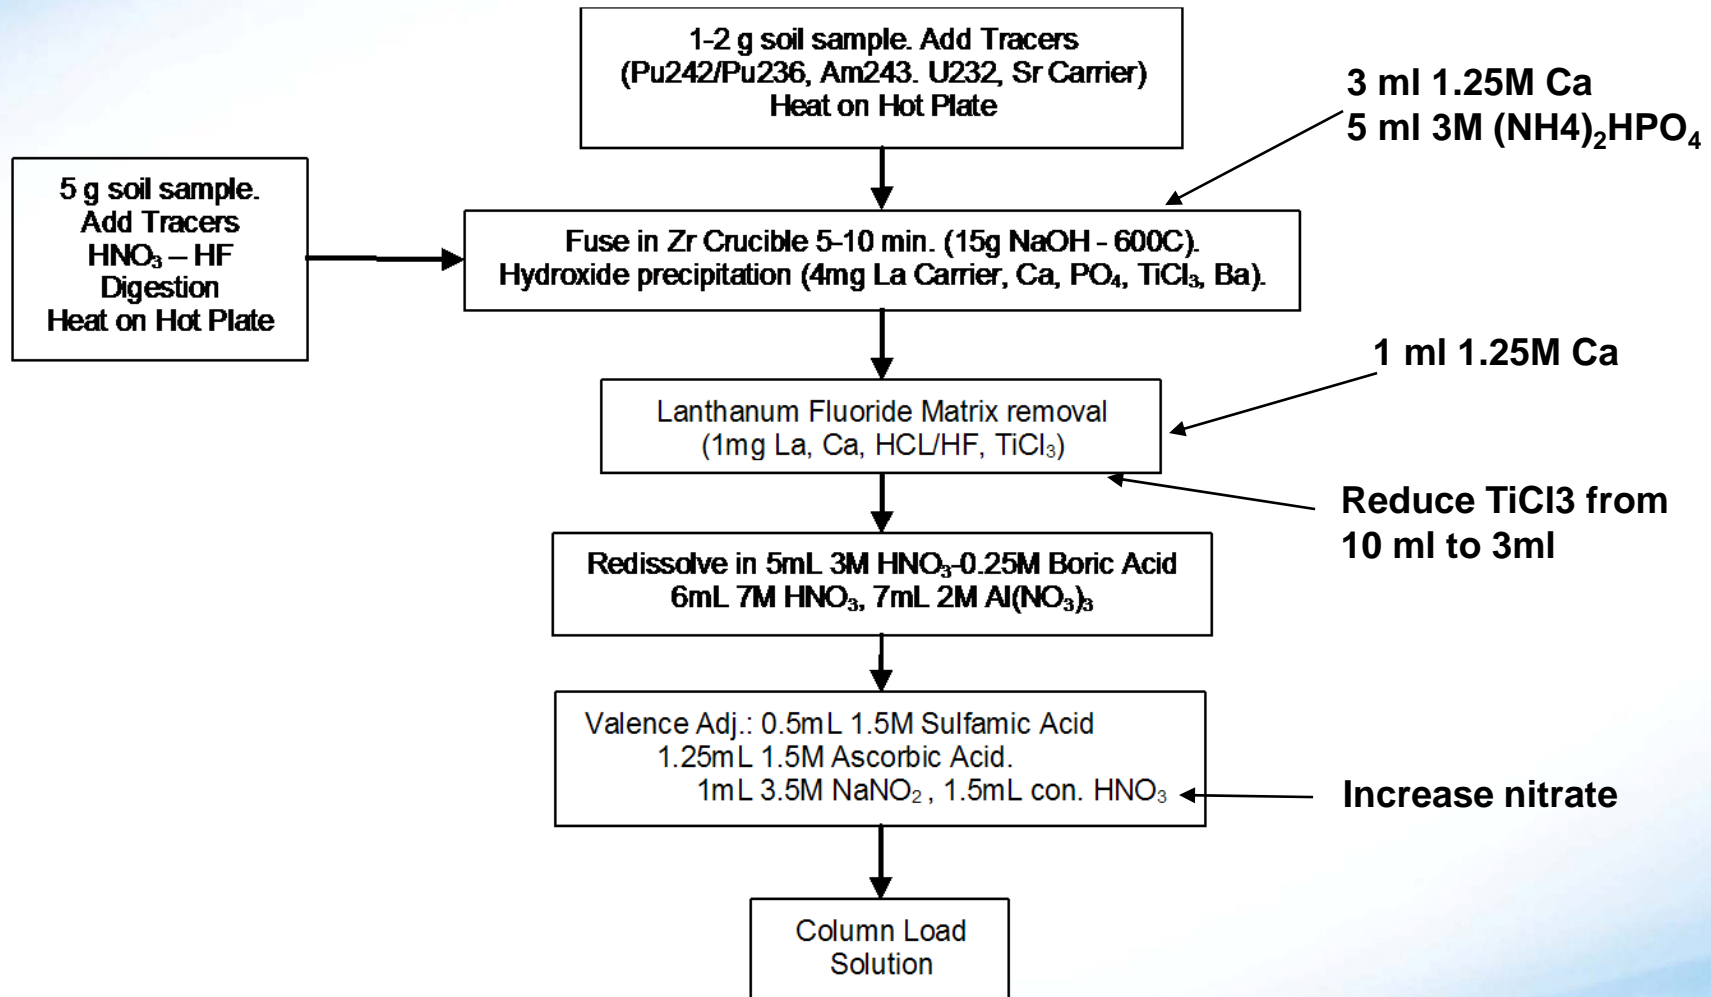 1-2 g soil sample. Add Tracers
(Pu242/Pu236, Am243. U232, Sr Carrier)
Heat on Hot Plate
3 ml 1.25M Ca
5 ml 3M (NH4)₂HPO₄
5 g soil sample.
Add Tracers
HNO₃ – HF
Digestion
Heat on Hot Plate
Fuse in Zr Crucible 5-10 min. (15g NaOH - 600C).
Hydroxide precipitation (4mg La Carrier, Ca, PO₄, TiCl₃, Ba).
1 ml 1.25M Ca
Lanthanum Fluoride Matrix removal
(1mg La, Ca, HCL/HF, TiCl₃)
Reduce TiCl3 from
10 ml to 3ml
Redissolve in 5mL 3M HNO₃-0.25M Boric Acid
6mL 7M HNO₃, 7mL 2M Al(NO₃)₃
Valence Adj.: 0.5mL 1.5M Sulfamic Acid
1.25mL 1.5M Ascorbic Acid.
1mL 3.5M NaNO₂ , 1.5mL con. HNO₃
Increase nitrate
Column Load
Solution